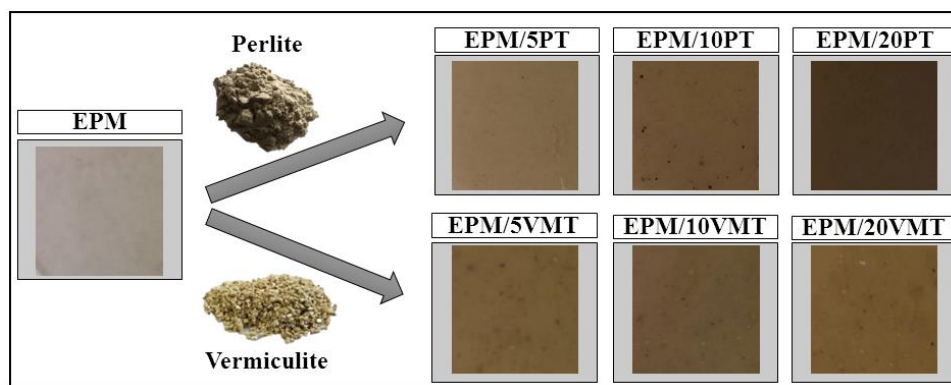 Perlite
EPM/5PT
EPM/10PT
EPM/20PT
EPM
EPM/5VMT
EPM/10VMT
EPM/20VMT
Vermiculite